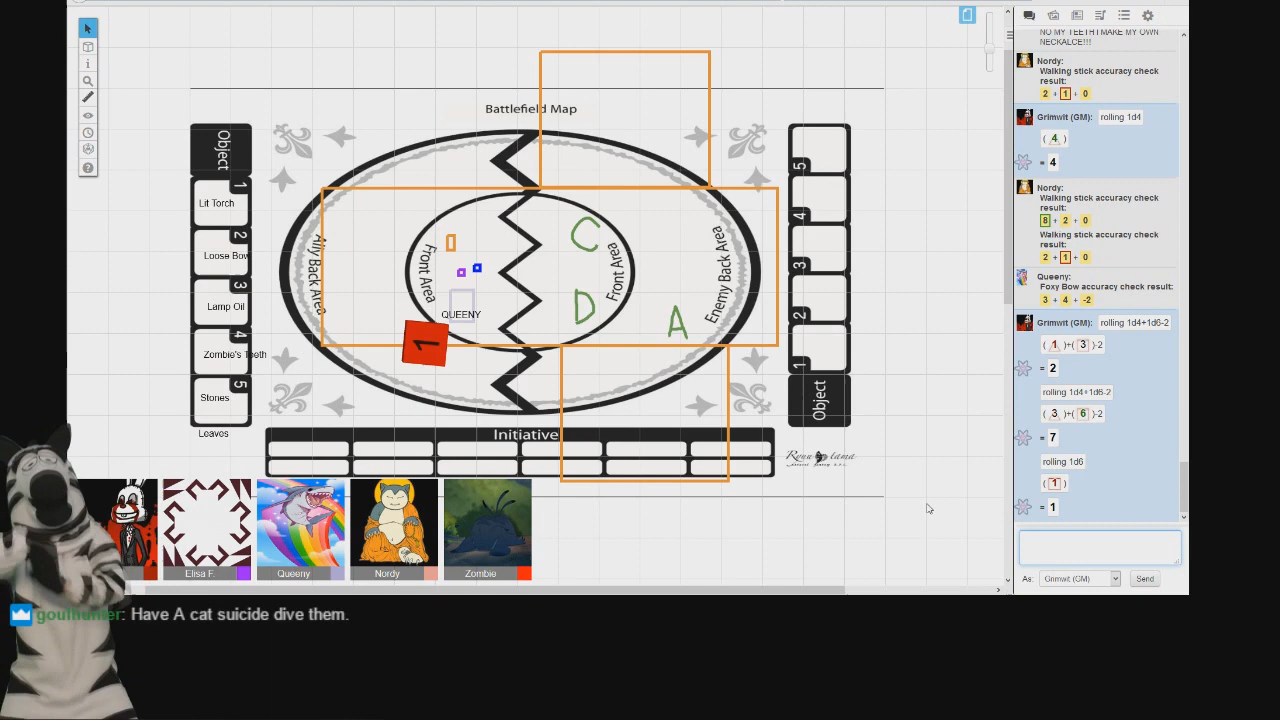 NO MY TEETH I MAKE MY OWN
NECKALCE!!!
Nordy:
Walking stick accuracy check
result:
2 + 1 + 0
Grimwit (GM): rolling 1d4
( 4 )
= 4
Nordy:
Walking stick accuracy check
result:
8 + 2 + 0
Walking stick accuracy check
result:
2 + 1 + 0
Queeny:
Foxy Bow accuracy check result:
3 + 4 + -2
Grimwit (GM): rolling 1d4+1d6-2
( 1 )+( 3 )-2
= 2
rolling 1d4+1d6-2
( 3 )+( 6 )-2
= 7
rolling 1d6
( 1 )
= 1
As: Grimwit (GM) Send
Battlefield Map
Object
1
Lit Torch
2
Loose Bow
3
Lamp Oil
4
Zombie's Teeth
5
Stones
Leaves
Ally Back Area
Front Area
QUEENY
1
C
D
A
Front Area
Enemy Back Area
5
4
3
2
1
Object
Initiative
Elisa F.
Queeny
Nordy
Zombie
goulhunter: Have A cat suicide dive them.